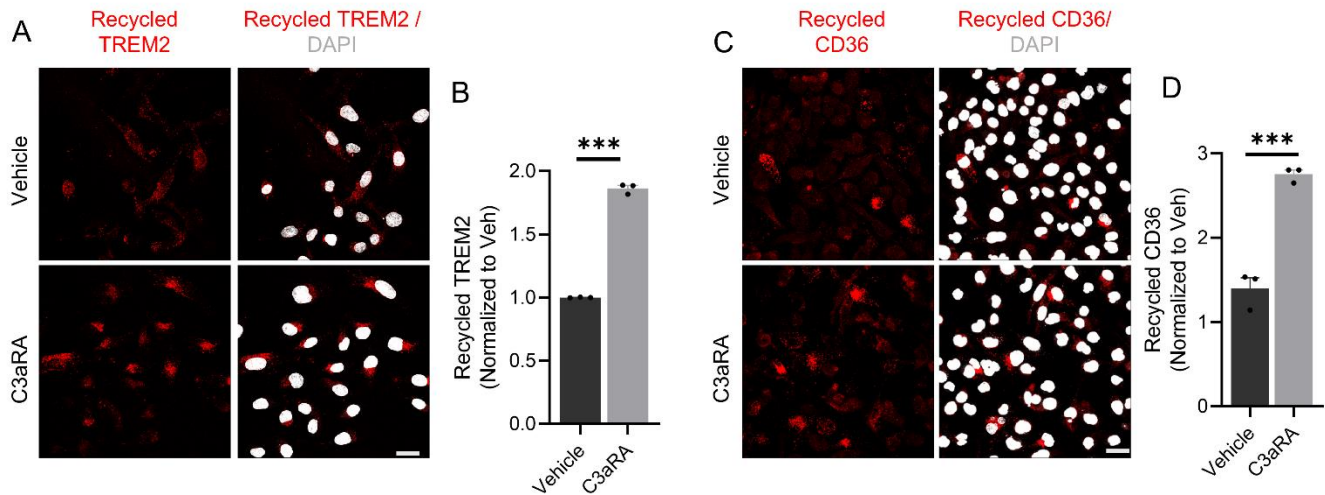 A
Recycled
TREM2
Recycled TREM2 /
DAPI
Vehicle
C3aRA
B
***
2.0
1.5
1.0
0.5
0.0
Recycled TREM2
(Normalized to Veh)
Vehicle
C3aRA
C
Recycled
CD36
Recycled CD36/
DAPI
Vehicle
C3aRA
D
***
3
2
1
0
Recycled CD36
(Normalized to Veh)
Vehicle
C3aRA